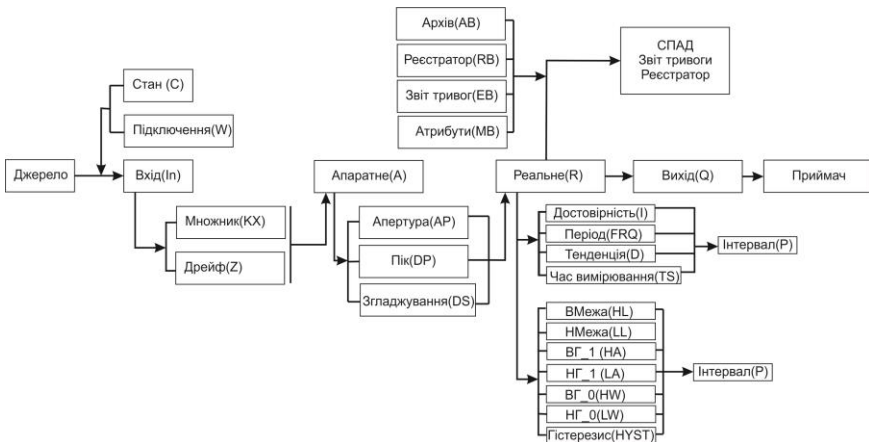 Архів(AB)
Реєстратор(RB)
Звіт тривог(EB)
Атрибути(MB)
СПАД
Звіт тривоги
Реєстратор
Стан (C)
Підключення(W)
Джерело
Вхід(In)
Апаратне(A)
Реальне(R)
Вихід(Q)
Приймач
Множник(KX)
Дрейф(Z)
Апертура(AP)
Пік(DP)
Згладжування(DS)
Достовірність(I)
Період(FRQ)
Тенденція(D)
Час вимірювання(TS)
Інтервал(P)
ВМежа(HL)
НМежа(LL)
ВГ_1 (HA)
НГ_1 (LA)
ВГ_0(HW)
НГ_0(LW)
Гістерезис(HYST)
Інтервал(P)